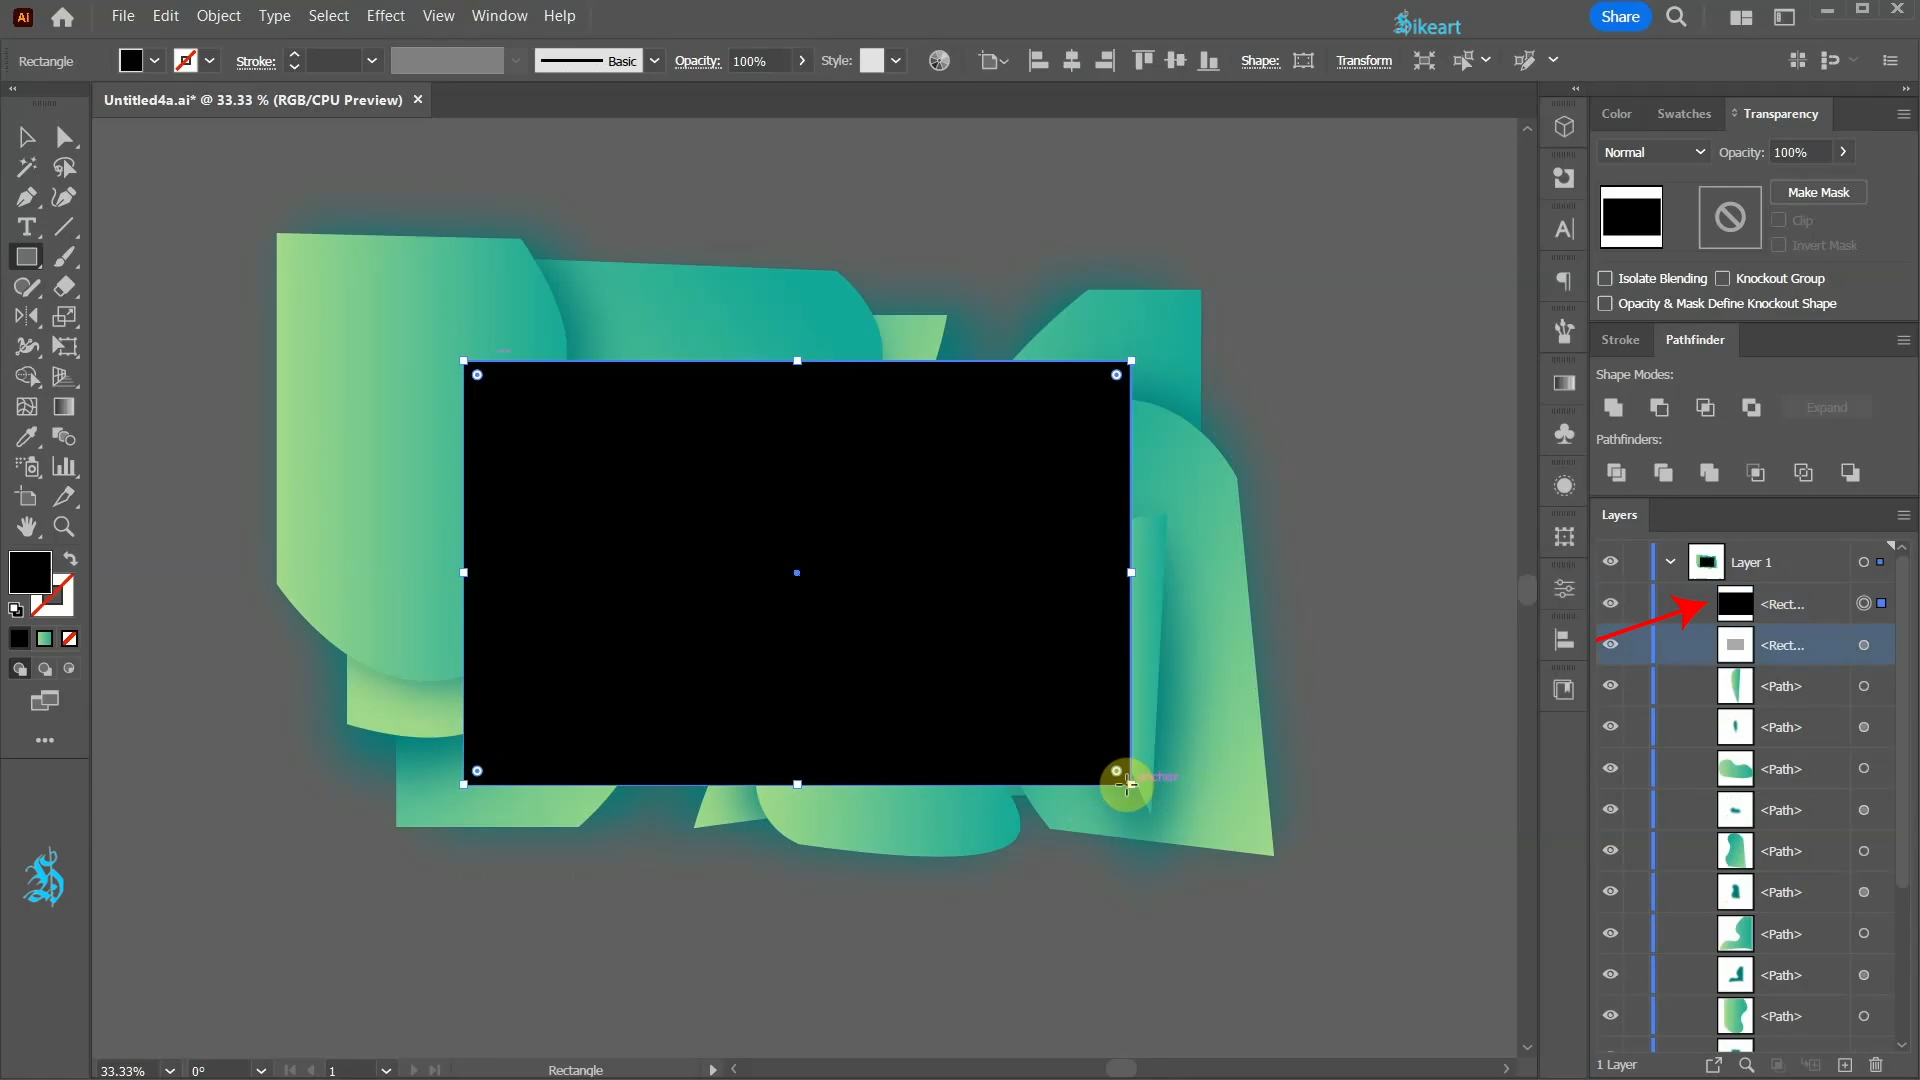 Ai File Edit Object Type Select Effect View Window Help Sikeart Share
Rectangle Stroke: Basic Opacity: 100% Style: Shape: Transform
Untitled4a.ai* @ 33.33 % (RGB/CPU Preview) ×
Color Swatches Transparency
Normal Opacity: 100%
Make Mask
Clip
Invert Mask
Isolate Blending Knockout Group
Opacity & Mask Define Knockout Shape
Stroke Pathfinder
Shape Modes:
Expand
Pathfinders:
Layers
Layer 1
<Rect...
<Rect...
<Path>
<Path>
<Path>
<Path>
<Path>
<Path>
<Path>
<Path>
<Path>
33.33% 0° 1 Rectangle
1 Layer